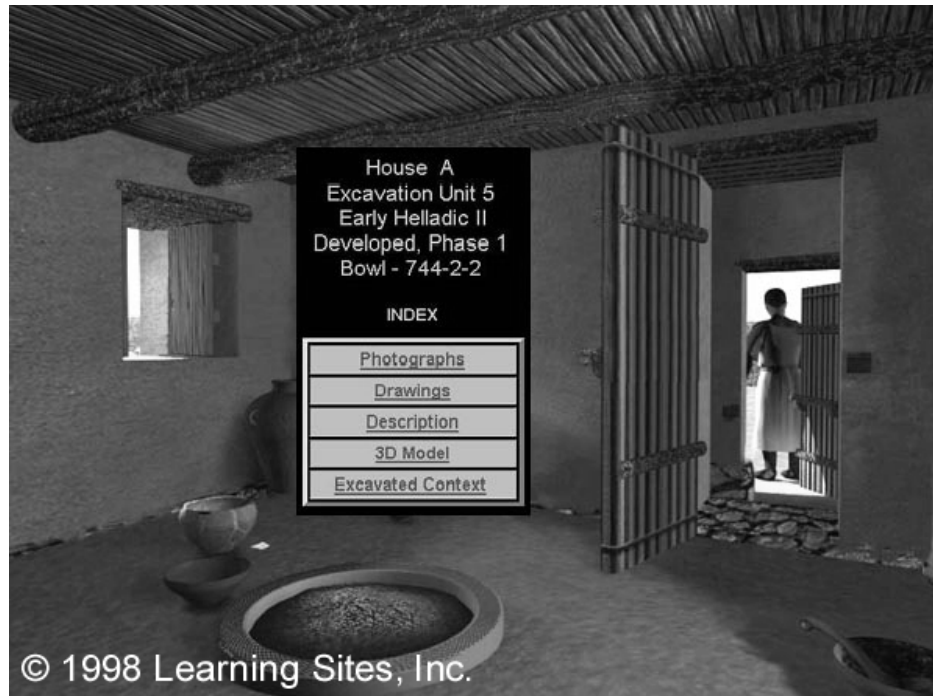 House A
Excavation Unit 5
Early Helladic II
Developed, Phase 1
Bowl - 744-2-2
INDEX
Photographs
Drawings
Description
3D Model
Excavated Context
© 1998 Learning Sites, Inc.